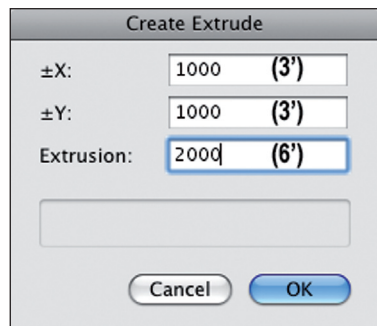 Create Extrude
±X: 1000 (3')
±Y: 1000 (3')
Extrusion: 2000 (6')
Cancel OK